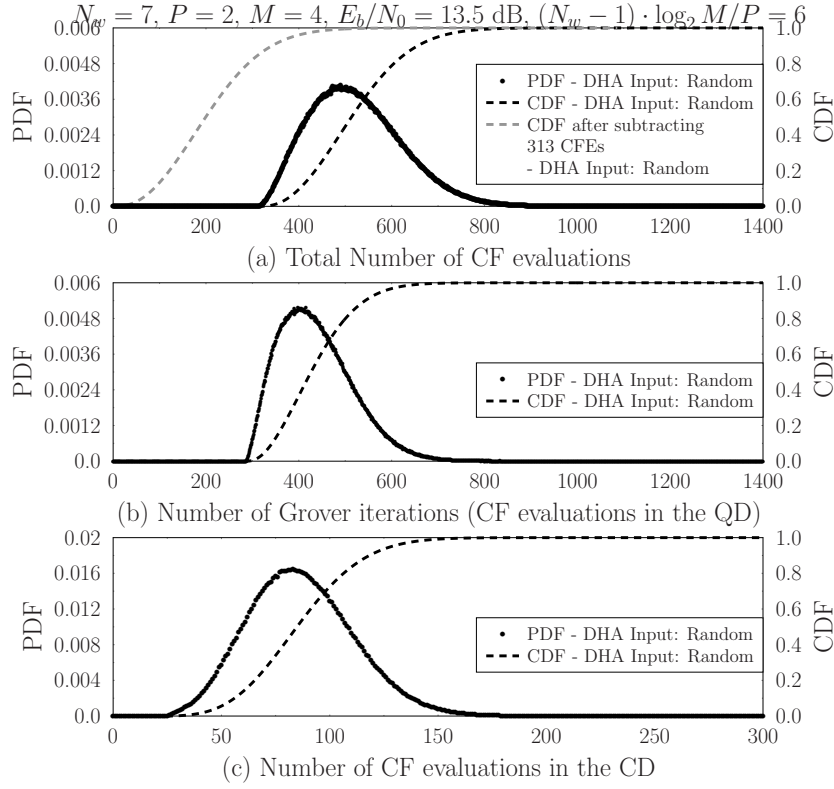 N_w = 7, P = 2, M = 4, E_b/N_0 = 13.5 dB, (N_w − 1) · log_2 M/P = 6
0.006
0.0048
0.0036
0.0024
0.0012
0.0
PDF
1.0
0.8
0.6
0.4
0.2
0.0
CDF
PDF - DHA Input: Random
CDF - DHA Input: Random
CDF after subtracting
313 CFEs
- DHA Input: Random
0 200 400 600 800 1000 1200 1400
(a) Total Number of CF evaluations
0.006
0.0048
0.0036
0.0024
0.0012
0.0
PDF
1.0
0.8
0.6
0.4
0.2
0.0
CDF
PDF - DHA Input: Random
CDF - DHA Input: Random
0 200 400 600 800 1000 1200 1400
(b) Number of Grover iterations (CF evaluations in the QD)
0.02
0.016
0.012
0.008
0.004
0.0
PDF
1.0
0.8
0.6
0.4
0.2
0.0
CDF
PDF - DHA Input: Random
CDF - DHA Input: Random
0 50 100 150 200 250 300
(c) Number of CF evaluations in the CD